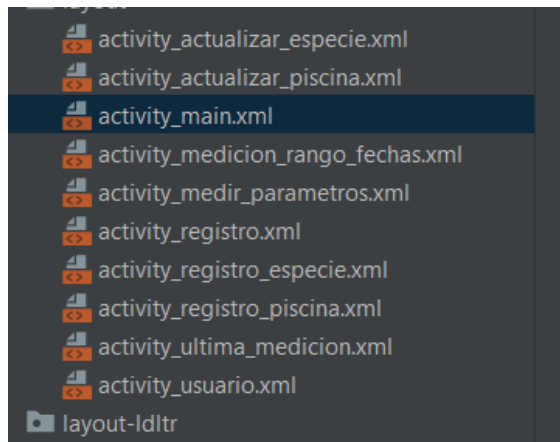 layout
activity_actualizar_especie.xml
activity_actualizar_piscina.xml
activity_main.xml
activity_medicion_rango_fechas.xml
activity_medir_parametros.xml
activity_registro.xml
activity_registro_especie.xml
activity_registro_piscina.xml
activity_ultima_medicion.xml
activity_usuario.xml
layout-ldltr